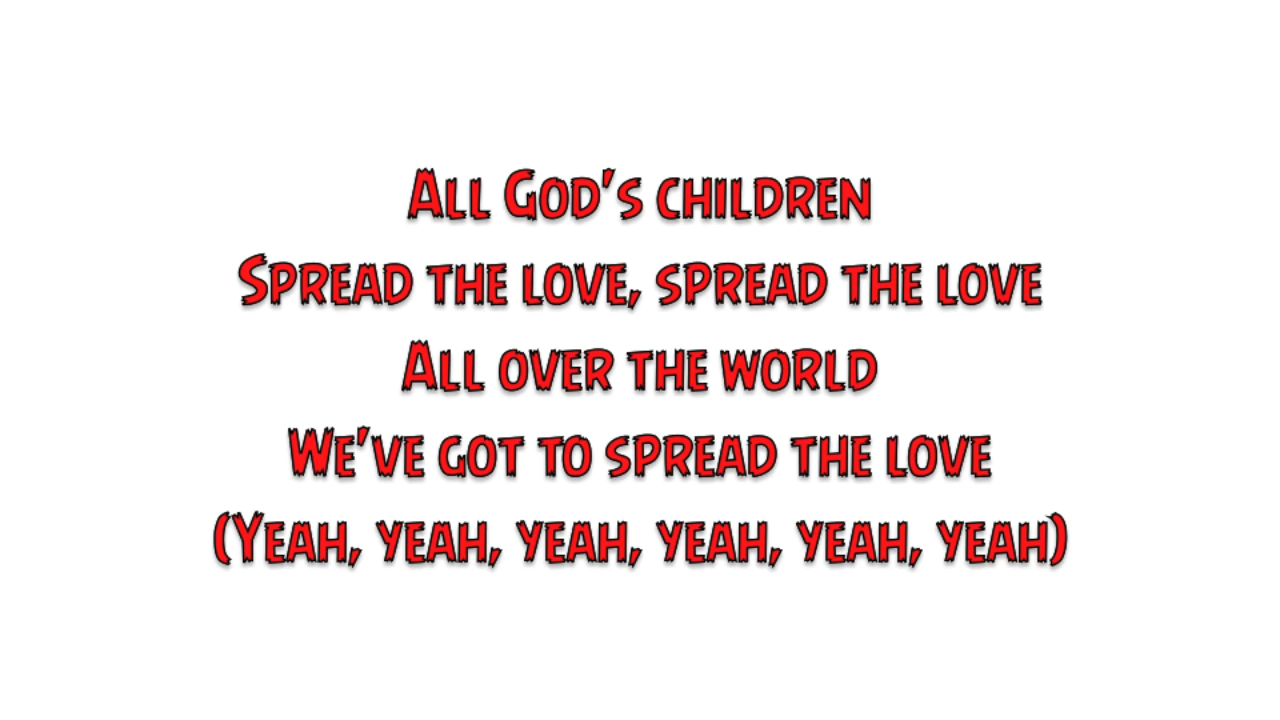 All God's children
Spread the love, spread the love
All over the world
We've got to spread the love
(Yeah, yeah, yeah, yeah, yeah, yeah)